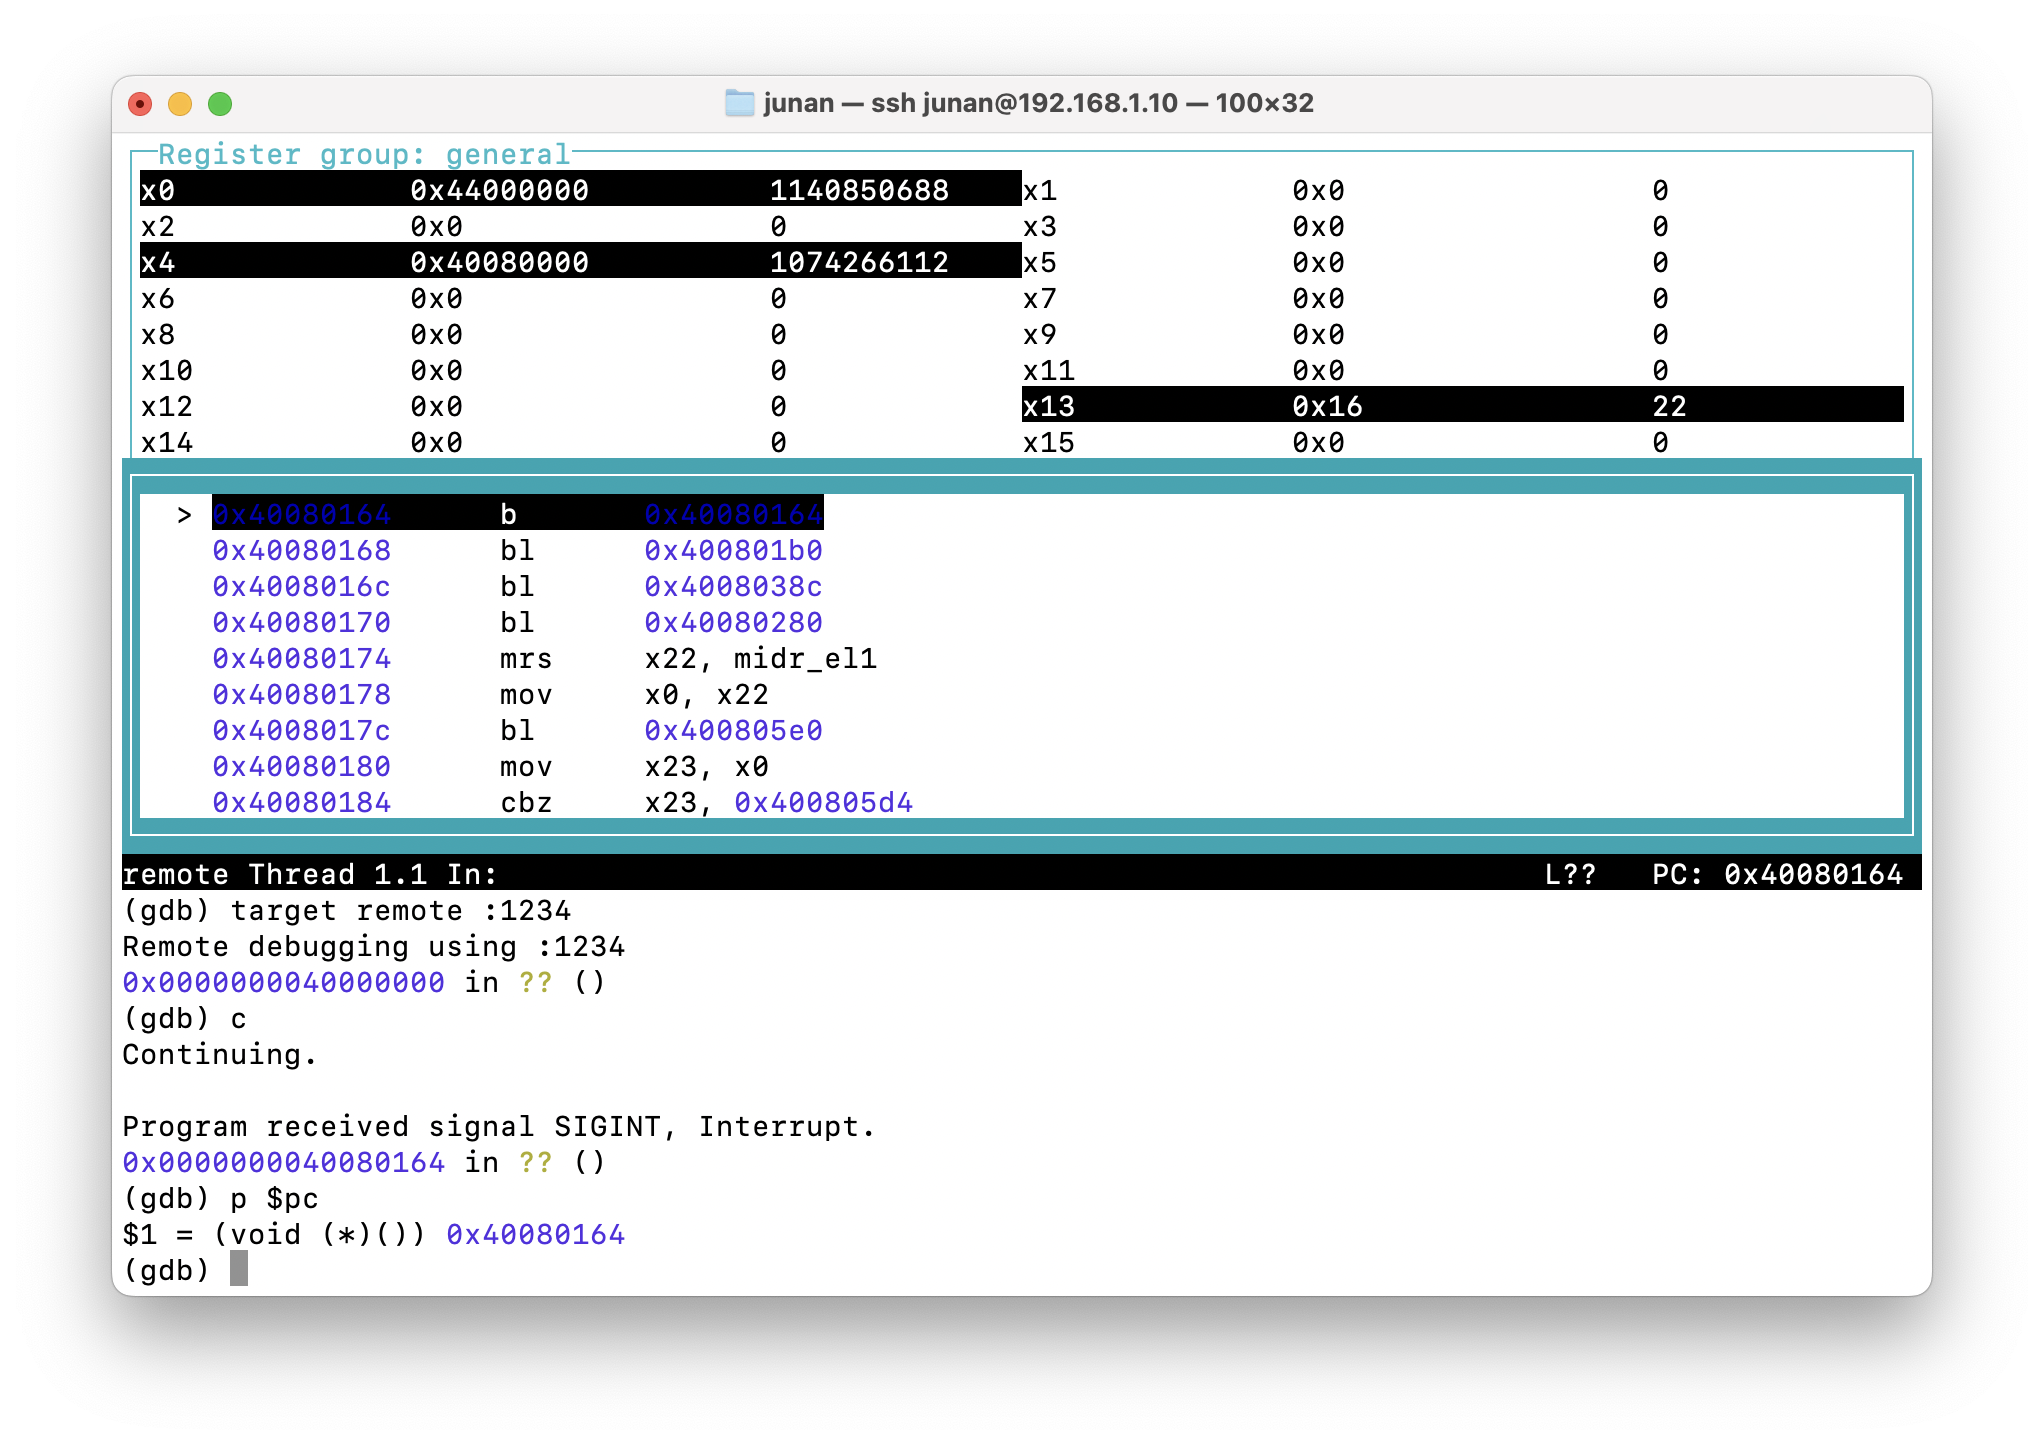 junan — ssh junan@192.168.1.10 — 100×32
Register group: general
x0 0x44000000 1140850688 x1 0x0 0
x2 0x0 0 x3 0x0 0
x4 0x40080000 1074266112 x5 0x0 0
x6 0x0 0 x7 0x0 0
x8 0x0 0 x9 0x0 0
x10 0x0 0 x11 0x0 0
x12 0x0 0 x13 0x16 22
x14 0x0 0 x15 0x0 0
> 0x40080164 b 0x40080164
0x40080168 bl 0x400801b0
0x4008016c bl 0x4008038c
0x40080170 bl 0x40080280
0x40080174 mrs x22, midr_el1
0x40080178 mov x0, x22
0x4008017c bl 0x400805e0
0x40080180 mov x23, x0
0x40080184 cbz x23, 0x400805d4
remote Thread 1.1 In: L?? PC: 0x40080164
(gdb) target remote :1234
Remote debugging using :1234
0x0000000040000000 in ?? ()
(gdb) c
Continuing.
Program received signal SIGINT, Interrupt.
0x0000000040080164 in ?? ()
(gdb) p $pc
$1 = (void (*)()) 0x40080164
(gdb)